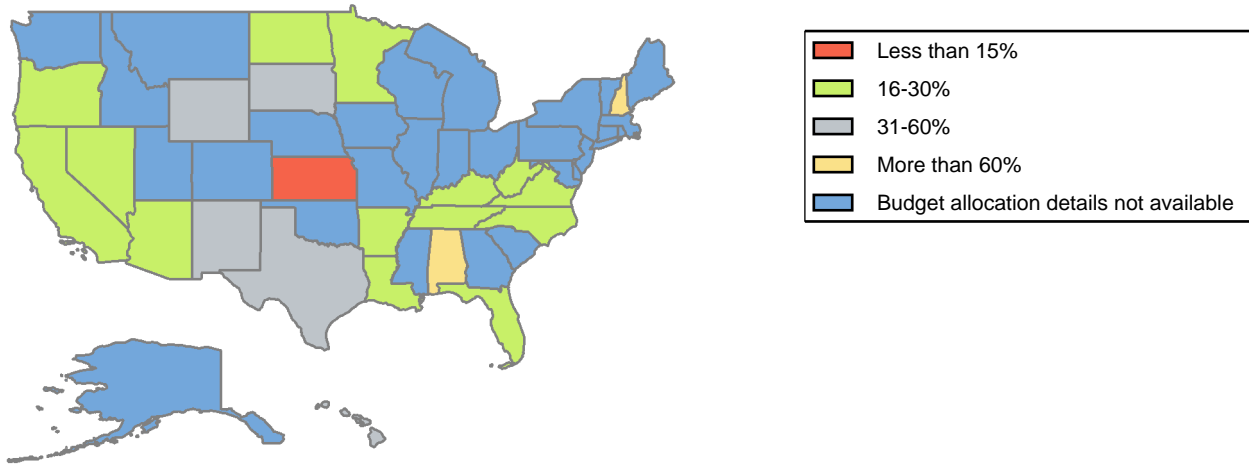 Less than 15%
16-30%
31-60%
More than 60%
Budget allocation details not available